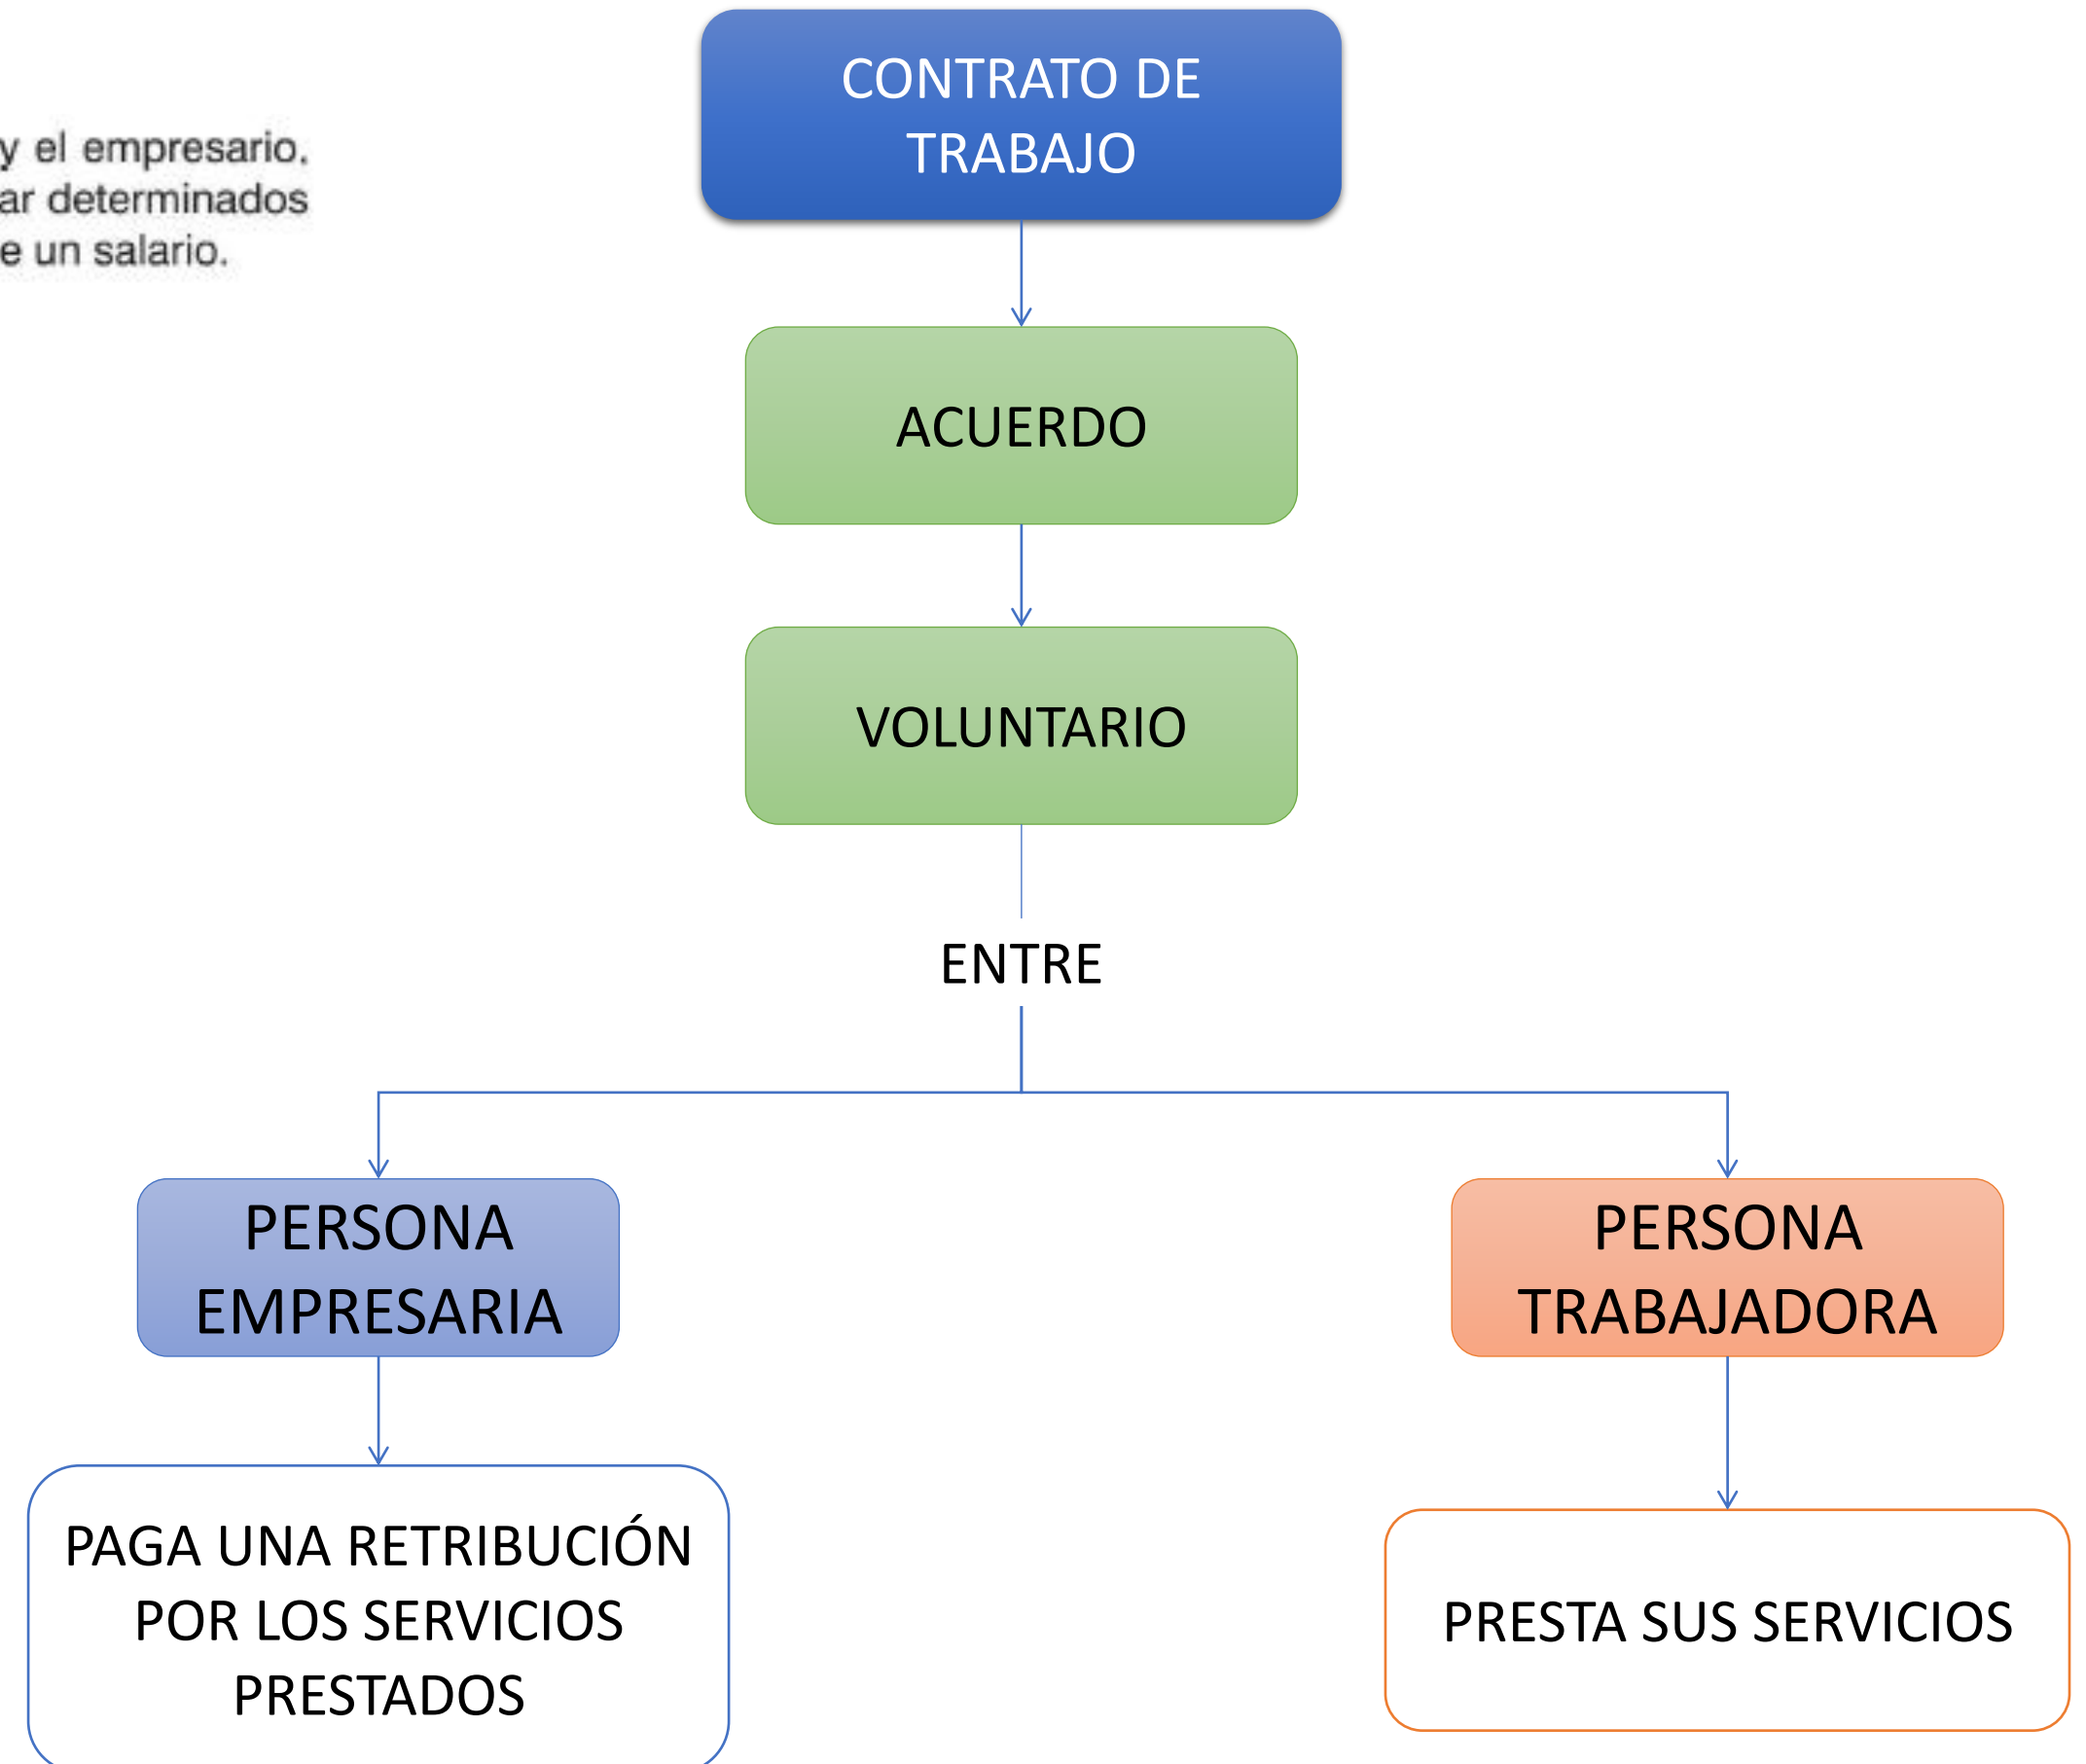 y el empresario,
ar determinados
e un salario.
CONTRATO DE
TRABAJO
ACUERDO
VOLUNTARIO
ENTRE
PERSONA
EMPRESARIA
PERSONA
TRABAJADORA
PAGA UNA RETRIBUCIÓN
POR LOS SERVICIOS
PRESTADOS
PRESTA SUS SERVICIOS